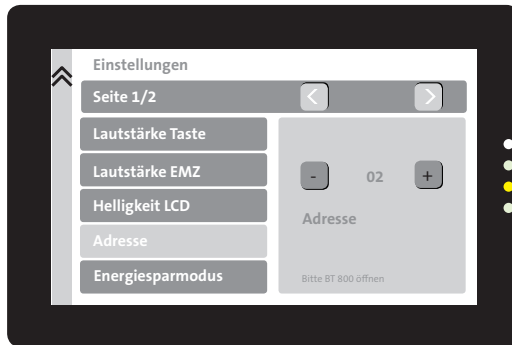 Einstellungen
Seite 1/2
Lautstärke Taste
Lautstärke EMZ
Helligkeit LCD
Adresse
Energiesparmodus
- 02 +
Adresse
Bitte BT 800 öffnen